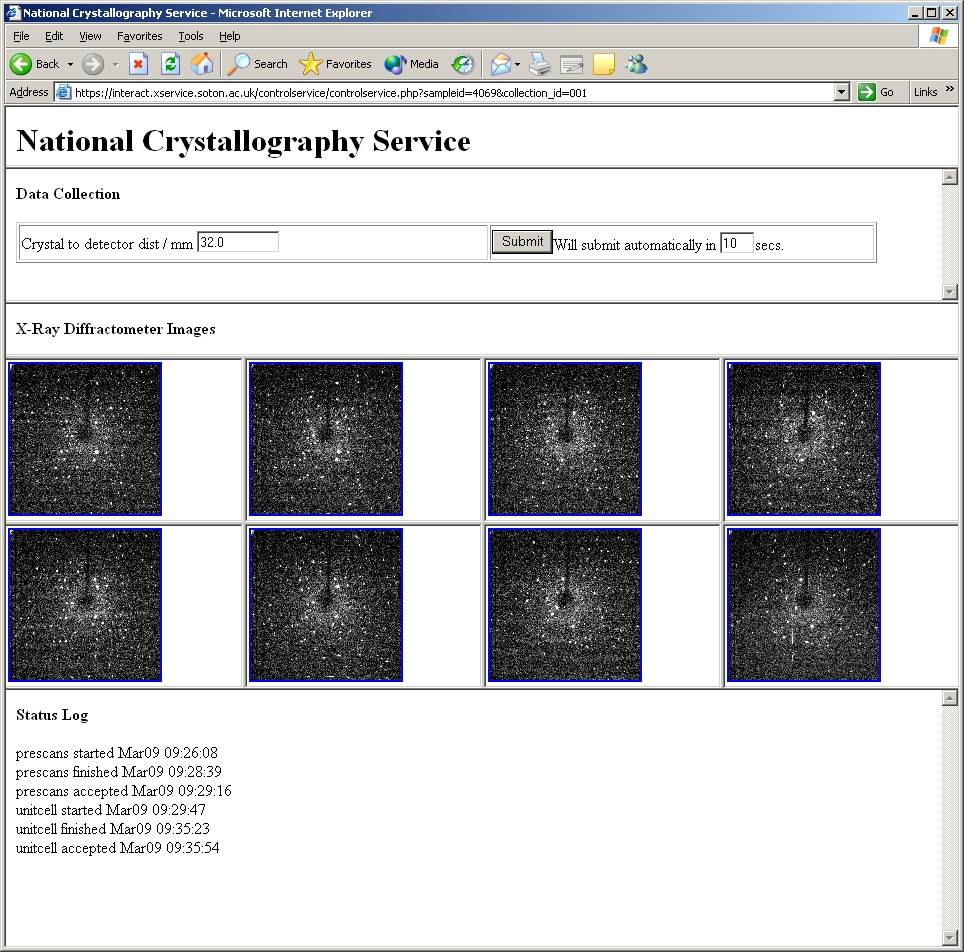 National Crystallography Service - Microsoft Internet Explorer
File Edit View Favorites Tools Help
Back Search Favorites Media
Address https://interact.xservice.soton.ac.uk/controlservice/controlservice.php?sampleid=4069&collection_id=001 Go Links »
National Crystallography Service
Data Collection
Crystal to detector dist / mm 32.0 Submit Will submit automatically in 10 secs.
X-Ray Diffractometer Images
Status Log
prescans started Mar09 09:26:08
prescans finished Mar09 09:28:39
prescans accepted Mar09 09:29:16
unitcell started Mar09 09:29:47
unitcell finished Mar09 09:35:23
unitcell accepted Mar09 09:35:54